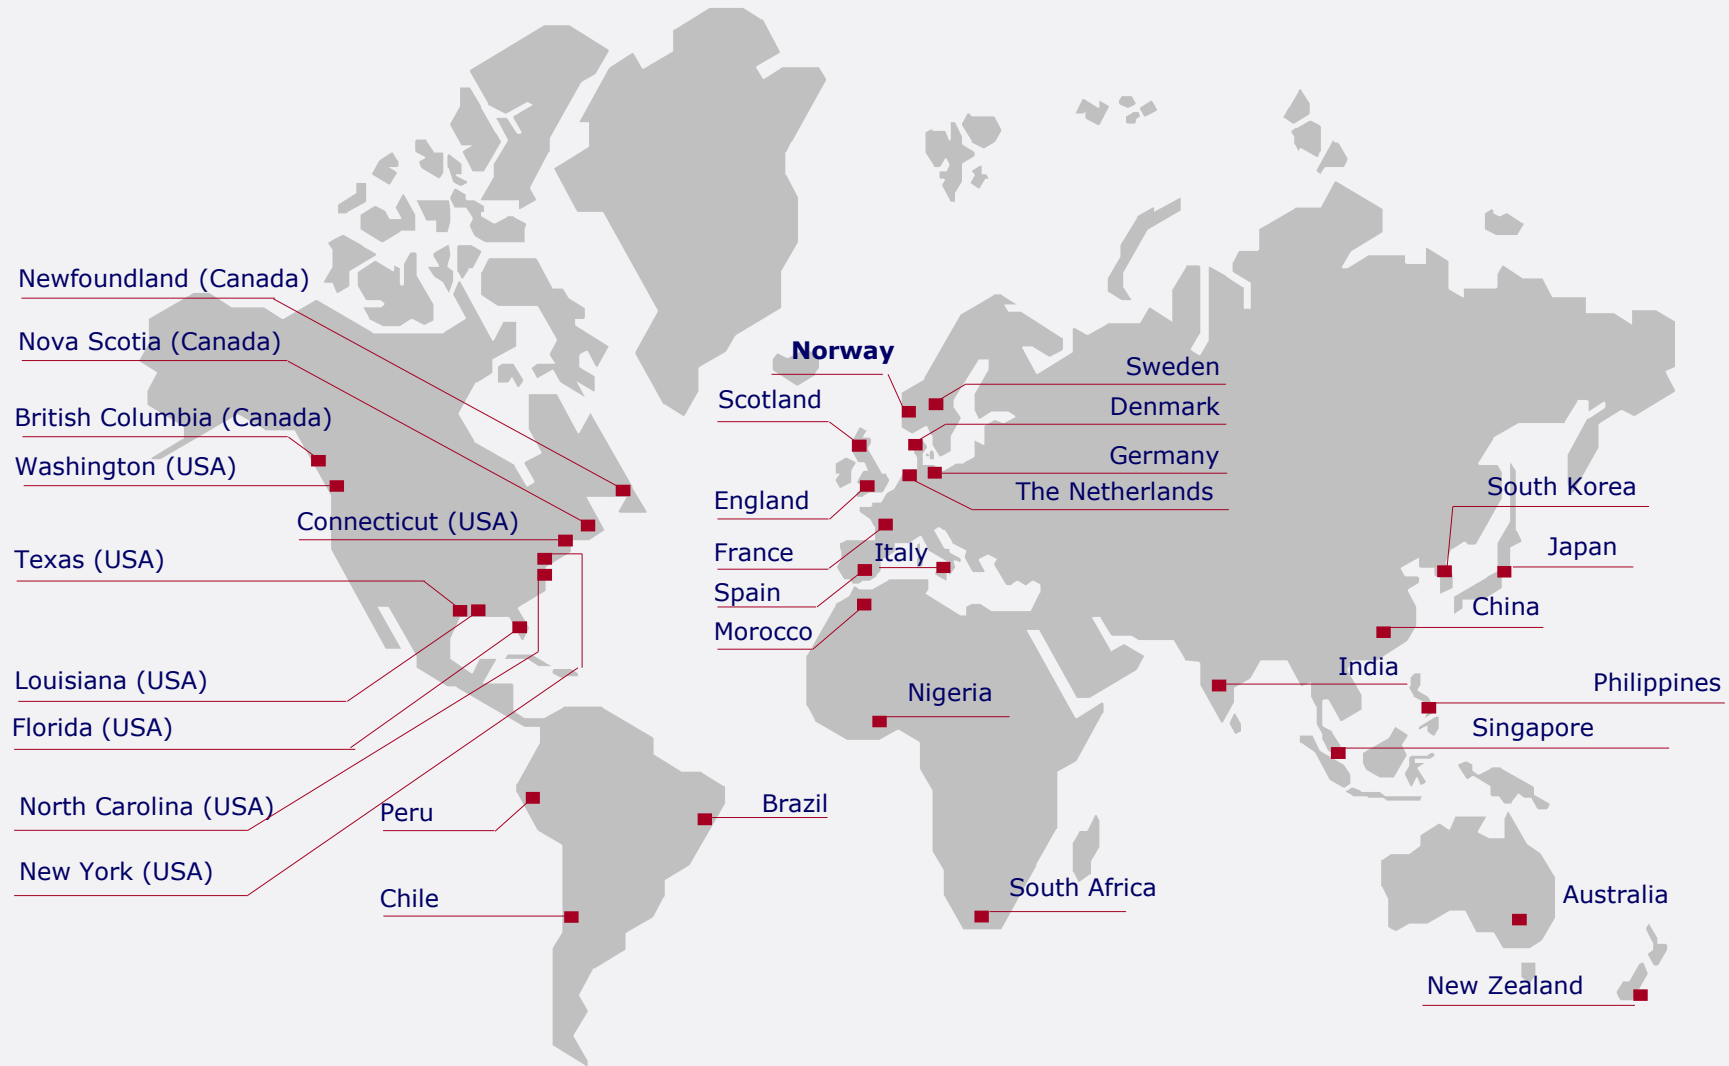 Newfoundland (Canada)
Nova Scotia (Canada)
British Columbia (Canada)
Washington (USA)
Connecticut (USA)
Texas (USA)
Louisiana (USA)
Florida (USA)
North Carolina (USA)
New York (USA)
Peru
Chile
Brazil
Norway
Scotland
England
France
Italy
Spain
Morocco
Sweden
Denmark
Germany
The Netherlands
Nigeria
South Africa
South Korea
Japan
China
India
Philippines
Singapore
Australia
New Zealand